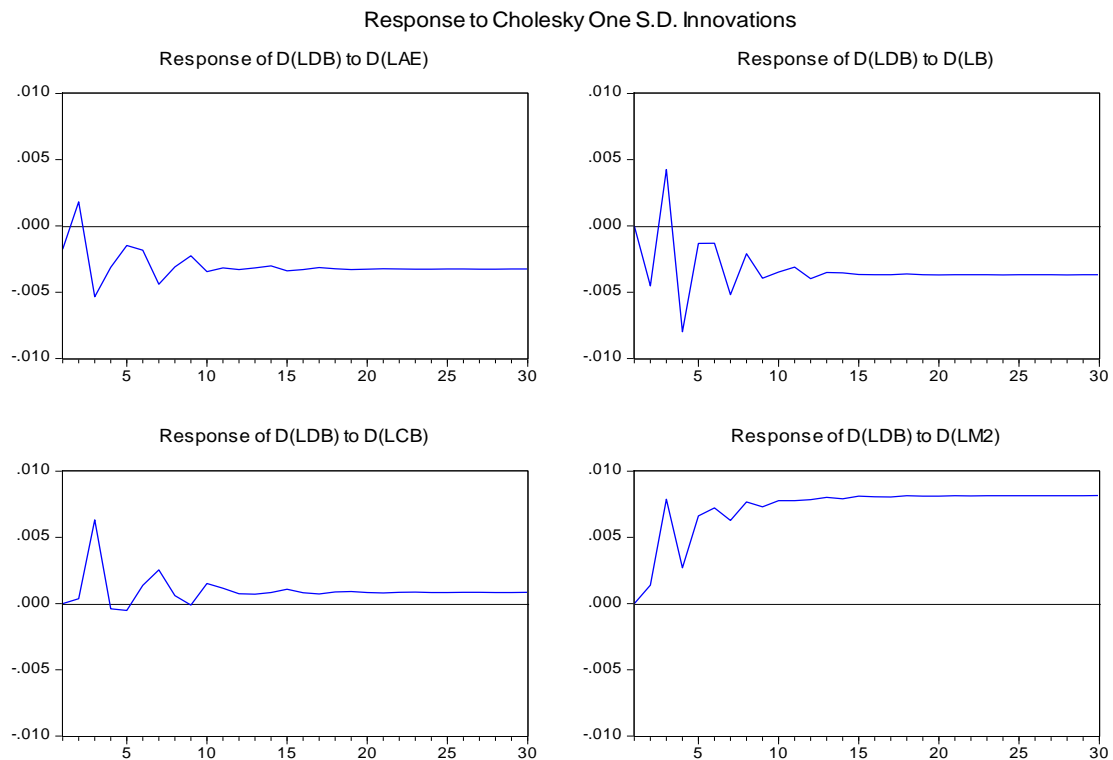 Response to Cholesky One S.D. Innovations
Response of D(LDB) to D(LAE)
.010
.005
.000
-.005
-.010
5 10 15 20 25 30
Response of D(LDB) to D(LB)
.010
.005
.000
-.005
-.010
5 10 15 20 25 30
Response of D(LDB) to D(LCB)
.010
.005
.000
-.005
-.010
5 10 15 20 25 30
Response of D(LDB) to D(LM2)
.010
.005
.000
-.005
-.010
5 10 15 20 25 30